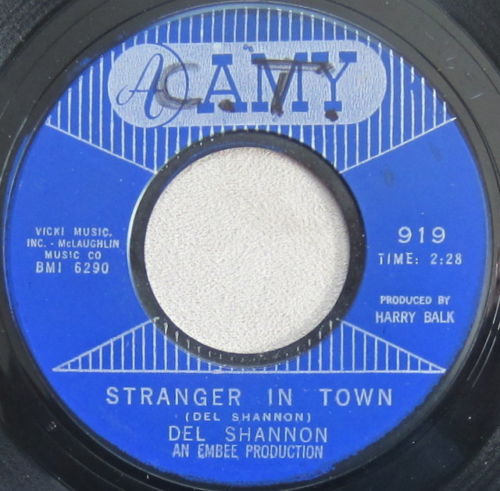 A AMY
C.T.
VICKI MUSIC.
INC. - McLAUGHLIN
MUSIC CO
BMI 6290
919
TIME: 2:28
PRODUCED BY
HARRY BALK
STRANGER IN TOWN
(DEL SHANNON)
DEL SHANNON
AN EMBEE PRODUCTION